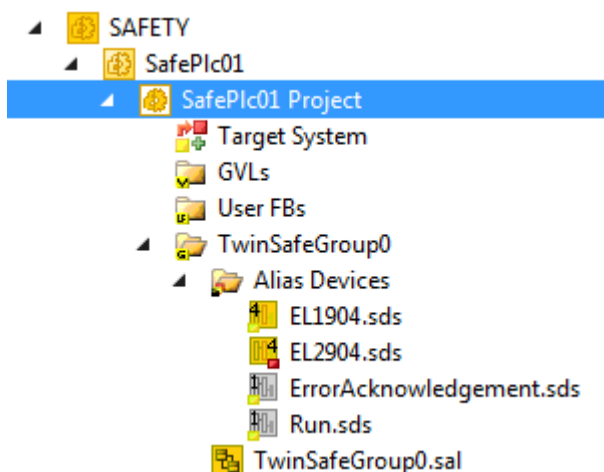 SAFETY
SafePlc01
SafePlc01 Project
Target System
GVLs
User FBs
TwinSafeGroup0
Alias Devices
EL1904.sds
EL2904.sds
ErrorAcknowledgement.sds
Run.sds
TwinSafeGroup0.sal